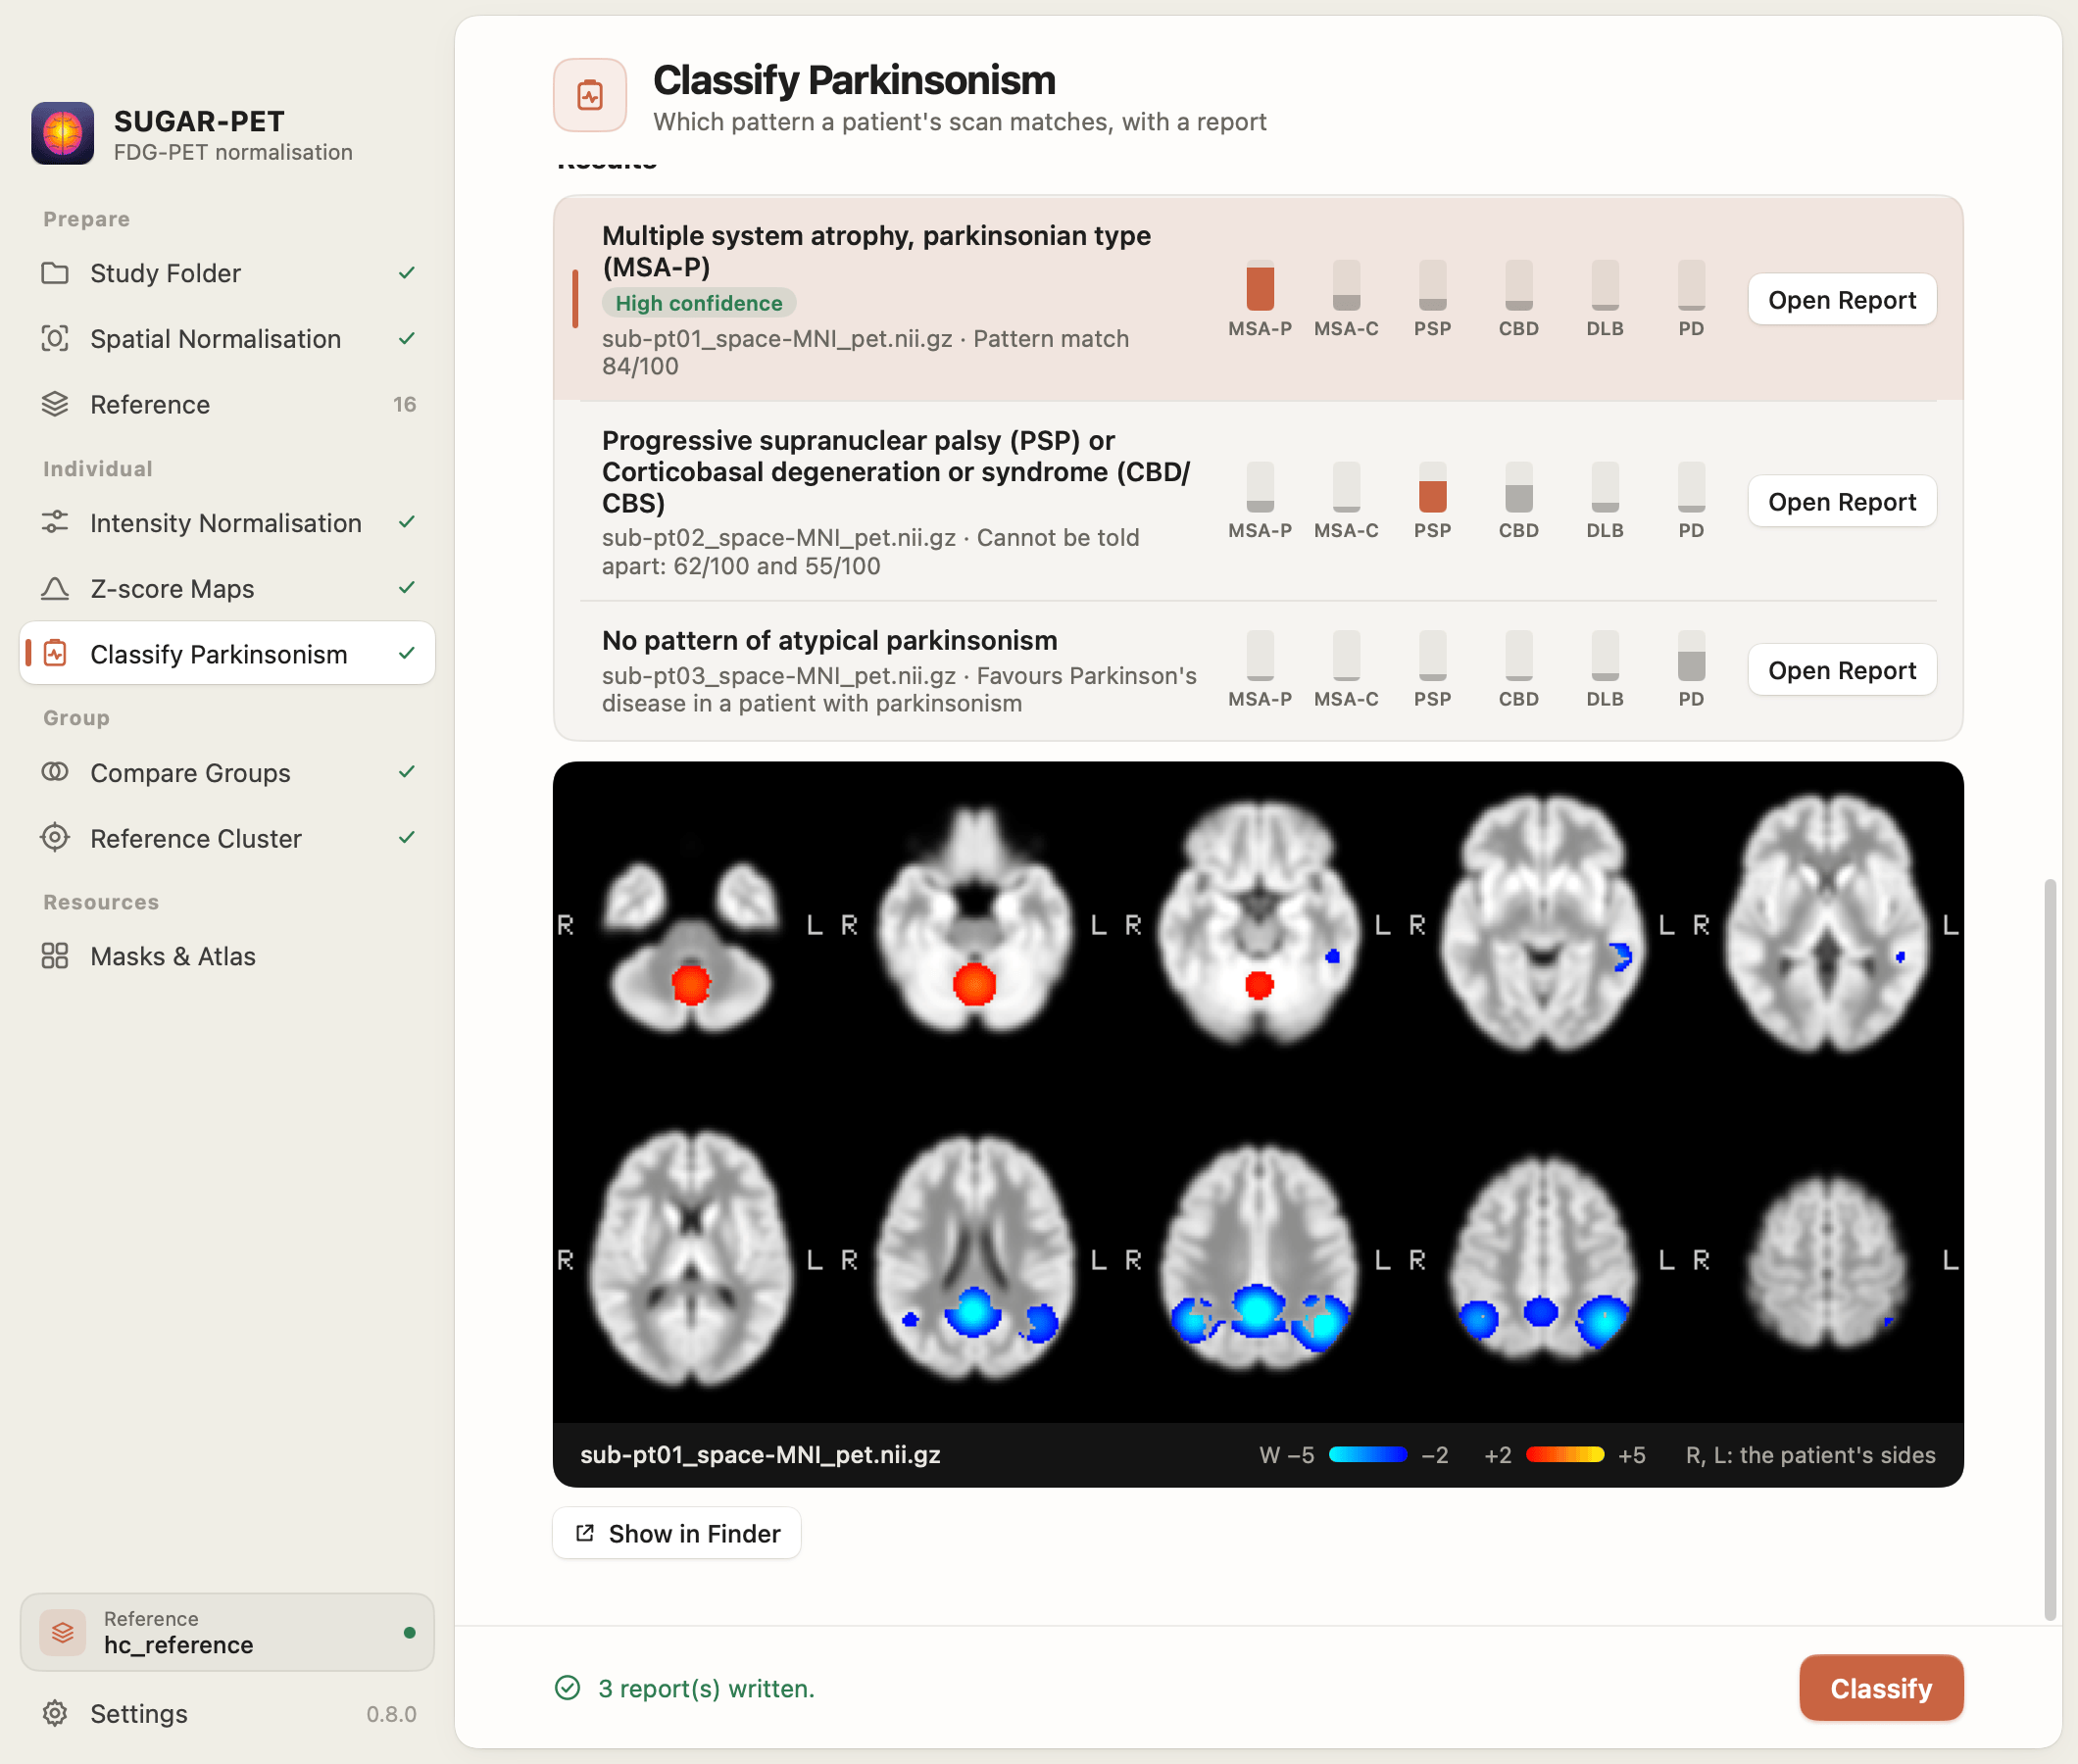 SUGAR-PET
FDG-PET normalisation
Prepare
Study Folder
Spatial Normalisation
Reference 16
Individual
Intensity Normalisation
Z-score Maps
Classify Parkinsonism
Group
Compare Groups
Reference Cluster
Resources
Masks & Atlas
Reference
hc_reference
Settings 0.8.0
Classify Parkinsonism
Which pattern a patient's scan matches, with a report
Results
Multiple system atrophy, parkinsonian type
(MSA-P)
High confidence
sub-pt01_space-MNI_pet.nii.gz · Pattern match
84/100
MSA-P MSA-C PSP CBD DLB PD
Open Report
Progressive supranuclear palsy (PSP) or
Corticobasal degeneration or syndrome (CBD/
CBS)
sub-pt02_space-MNI_pet.nii.gz · Cannot be told
apart: 62/100 and 55/100
MSA-P MSA-C PSP CBD DLB PD
Open Report
No pattern of atypical parkinsonism
sub-pt03_space-MNI_pet.nii.gz · Favours Parkinson's
disease in a patient with parkinsonism
MSA-P MSA-C PSP CBD DLB PD
Open Report
R L R L R L R L R L
R L R L R L R L R L
sub-pt01_space-MNI_pet.nii.gz W −5 −2 +2 +5 R, L: the patient's sides
Show in Finder
3 report(s) written.
Classify